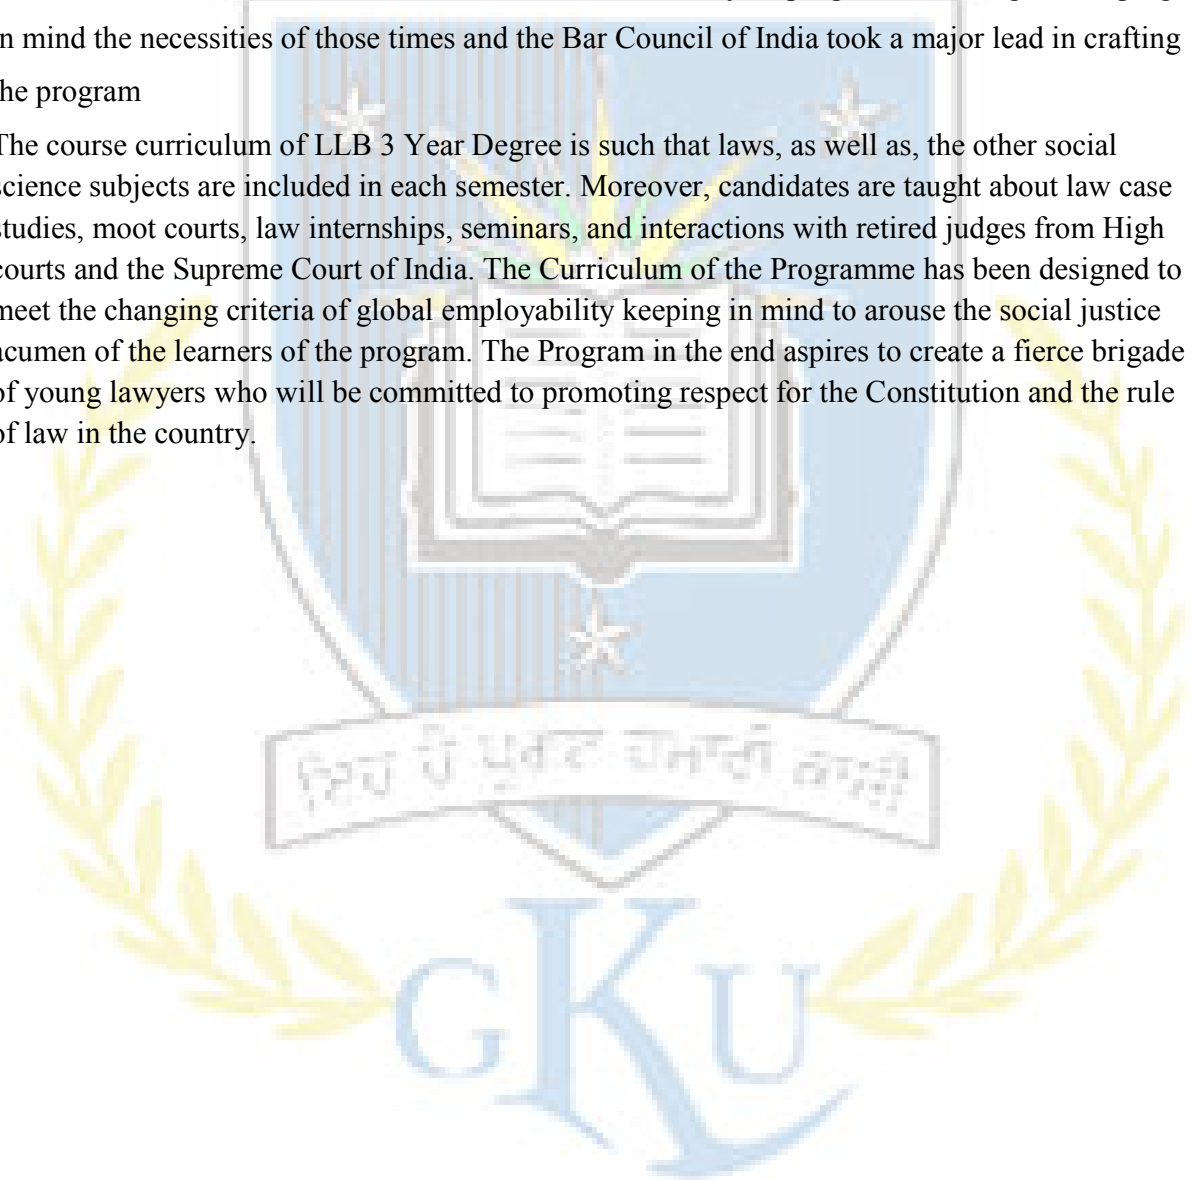 n mind the necessities of those times and the Bar Council of India took a major lead in crafting
he program
The course curriculum of LLB 3 Year Degree is such that laws, as well as, the other social
science subjects are included in each semester. Moreover, candidates are taught about law case
studies, moot courts, law internships, seminars, and interactions with retired judges from High
courts and the Supreme Court of India. The Curriculum of the Programme has been designed to
meet the changing criteria of global employability keeping in mind to arouse the social justice
acumen of the learners of the program. The Program in the end aspires to create a fierce brigade
of young lawyers who will be committed to promoting respect for the Constitution and the rule
of law in the country.
ਇਹੁ ਹੈ
GKU